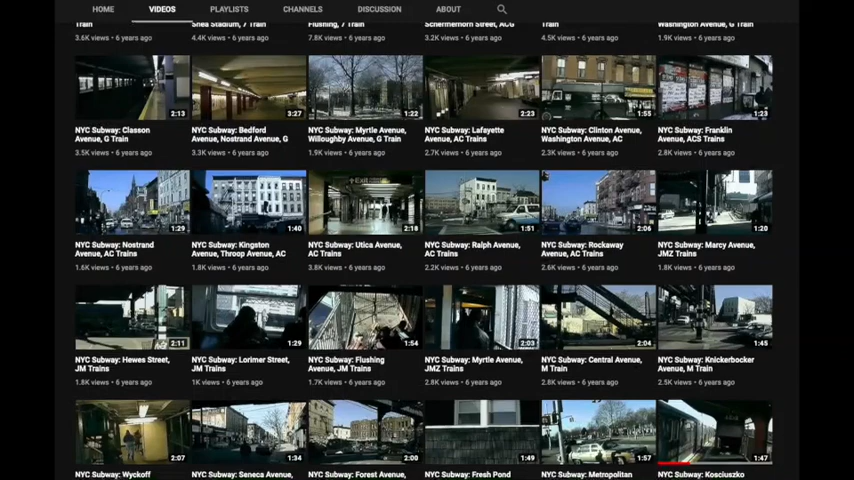 HOME VIDEOS PLAYLISTS CHANNELS DISCUSSION ABOUT
Train Shea Stadium, 7 Train Flushing, 7 Train Schermerhorn Street, ACG Train Washington Avenue, G Train
3.6K views • 6 years ago 4.4K views • 6 years ago 7.8K views • 6 years ago 3.2K views • 6 years ago 4.5K views • 6 years ago 1.9K views • 6 years ago
2:13 3:27 1:22 2:23 1:55 1:23
NYC Subway: Classon NYC Subway: Bedford NYC Subway: Myrtle Avenue, NYC Subway: Lafayette NYC Subway: Clinton Avenue, NYC Subway: Franklin
Avenue, G Train Avenue, Nostrand Avenue, G Willoughby Avenue, G Train Avenue, AC Trains Washington Avenue, AC Avenue, ACS Trains
3.5K views • 6 years ago 3.3K views • 6 years ago 1.9K views • 6 years ago 2.7K views • 6 years ago 2.4K views • 6 years ago 2.8K views • 6 years ago
1:29 1:40 EXIT 2:18 1:51 2:06 1:20
NYC Subway: Nostrand NYC Subway: Kingston NYC Subway: Utica Avenue, NYC Subway: Ralph Avenue, NYC Subway: Rockaway NYC Subway: Marcy Avenue,
Avenue, AC Trains Avenue, Throop Avenue, AC AC Trains AC Trains Avenue, AC Trains JMZ Trains
1.6K views • 6 years ago 1.8K views • 6 years ago 3.8K views • 6 years ago 2.2K views • 6 years ago 2.6K views • 6 years ago 1.8K views • 6 years ago
2:11 1:29 1:54 2:03 2:04 1:45
NYC Subway: Hewes Street, NYC Subway: Lorimer Street, NYC Subway: Flushing NYC Subway: Myrtle Avenue, NYC Subway: Central Avenue, NYC Subway: Knickerbocker
JM Trains JM Trains Avenue, JM Trains JMZ Trains M Train Avenue, M Train
1.8K views • 6 years ago 1K views • 6 years ago 1.7K views • 6 years ago 2.8K views • 6 years ago 2.8K views • 6 years ago 2.5K views • 6 years ago
2:07 1:34 2:00 1:49 1:57 1:47
NYC Subway: Wyckoff NYC Subway: Seneca Avenue, NYC Subway: Forest Avenue, NYC Subway: Fresh Pond NYC Subway: Metropolitan NYC Subway: Kosciuszko